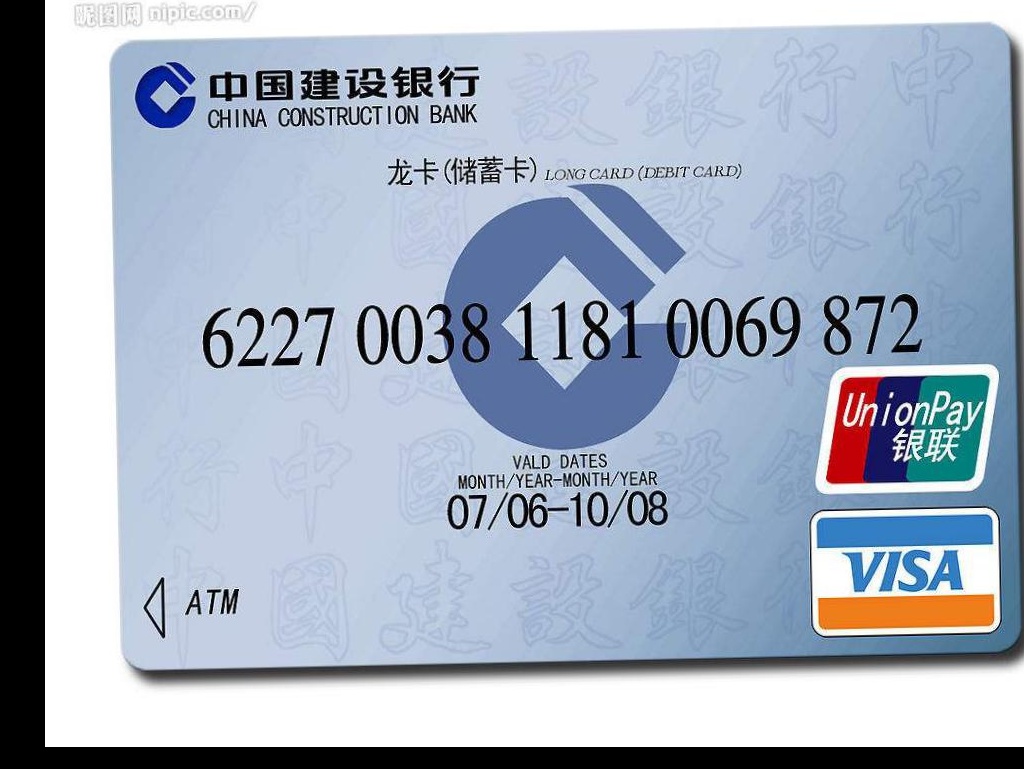 昵图网 nipic.com/
中国建设银行
CHINA CONSTRUCTION BANK
龙卡(储蓄卡) LONG CARD (DEBIT CARD)
6227 0038 1181 0069 872
UnionPay
银联
VALD DATES
MONTH/YEAR-MONTH/YEAR
07/06-10/08
VISA
ATM